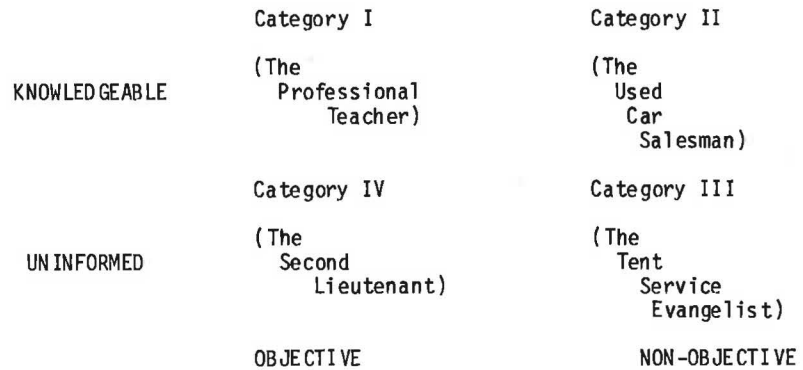 Category I Category II
(The (The
KNOWLEDGEABLE Professional Used
Teacher) Car
Salesman)
Category IV Category III
(The (The
UNINFORMED Second Tent
Lieutenant) Service
Evangelist)
OBJECTIVE NON-OBJECTIVE